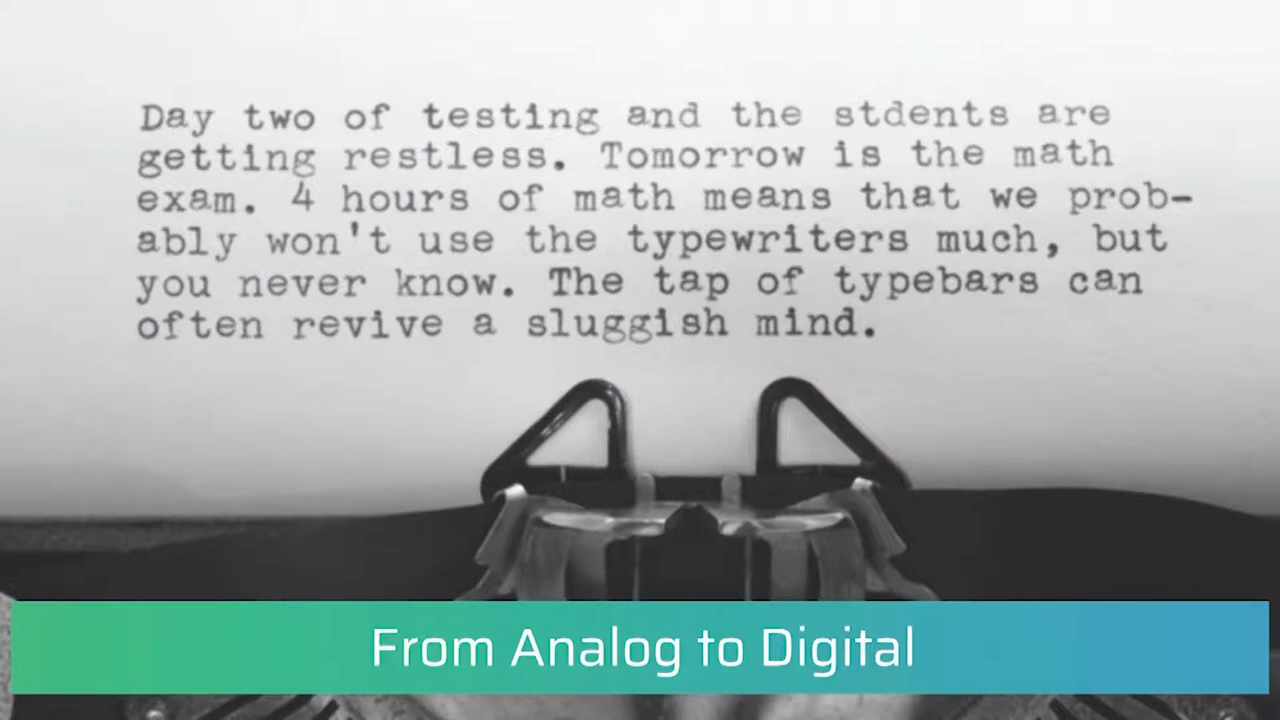 Day two of testing and the stdents are
getting restless. Tomorrow is the math
exam. 4 hours of math means that we prob-
ably won't use the typewriters much, but
you never know. The tap of typebars can
often revive a sluggish mind.
From Analog to Digital